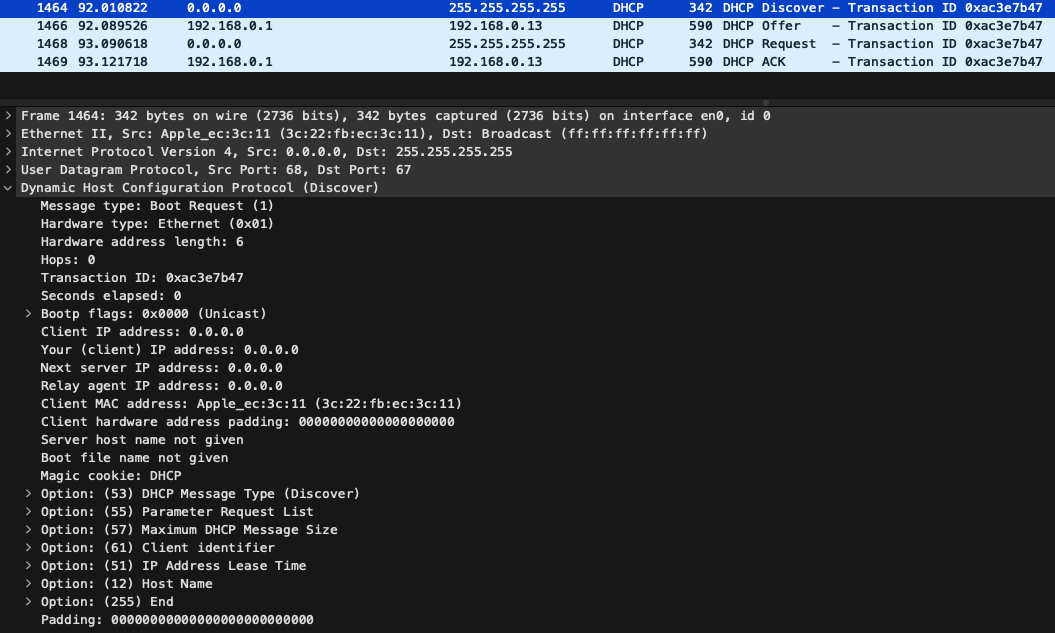 1464 92.010822 0.0.0.0 255.255.255.255 DHCP 342 DHCP Discover – Transaction ID 0xac3e7b47
1466 92.089526 192.168.0.1 192.168.0.13 DHCP 590 DHCP Offer – Transaction ID 0xac3e7b47
1468 93.090618 0.0.0.0 255.255.255.255 DHCP 342 DHCP Request – Transaction ID 0xac3e7b47
1469 93.121718 192.168.0.1 192.168.0.13 DHCP 590 DHCP ACK – Transaction ID 0xac3e7b47
Frame 1464: 342 bytes on wire (2736 bits), 342 bytes captured (2736 bits) on interface en0, id 0
Ethernet II, Src: Apple_ec:3c:11 (3c:22:fb:ec:3c:11), Dst: Broadcast (ff:ff:ff:ff:ff:ff)
Internet Protocol Version 4, Src: 0.0.0.0, Dst: 255.255.255.255
User Datagram Protocol, Src Port: 68, Dst Port: 67
Dynamic Host Configuration Protocol (Discover)
Message type: Boot Request (1)
Hardware type: Ethernet (0x01)
Hardware address length: 6
Hops: 0
Transaction ID: 0xac3e7b47
Seconds elapsed: 0
Bootp flags: 0x0000 (Unicast)
Client IP address: 0.0.0.0
Your (client) IP address: 0.0.0.0
Next server IP address: 0.0.0.0
Relay agent IP address: 0.0.0.0
Client MAC address: Apple_ec:3c:11 (3c:22:fb:ec:3c:11)
Client hardware address padding: 00000000000000000000
Server host name not given
Boot file name not given
Magic cookie: DHCP
Option: (53) DHCP Message Type (Discover)
Option: (55) Parameter Request List
Option: (57) Maximum DHCP Message Size
Option: (61) Client identifier
Option: (51) IP Address Lease Time
Option: (12) Host Name
Option: (255) End
Padding: 00000000000000000000000000